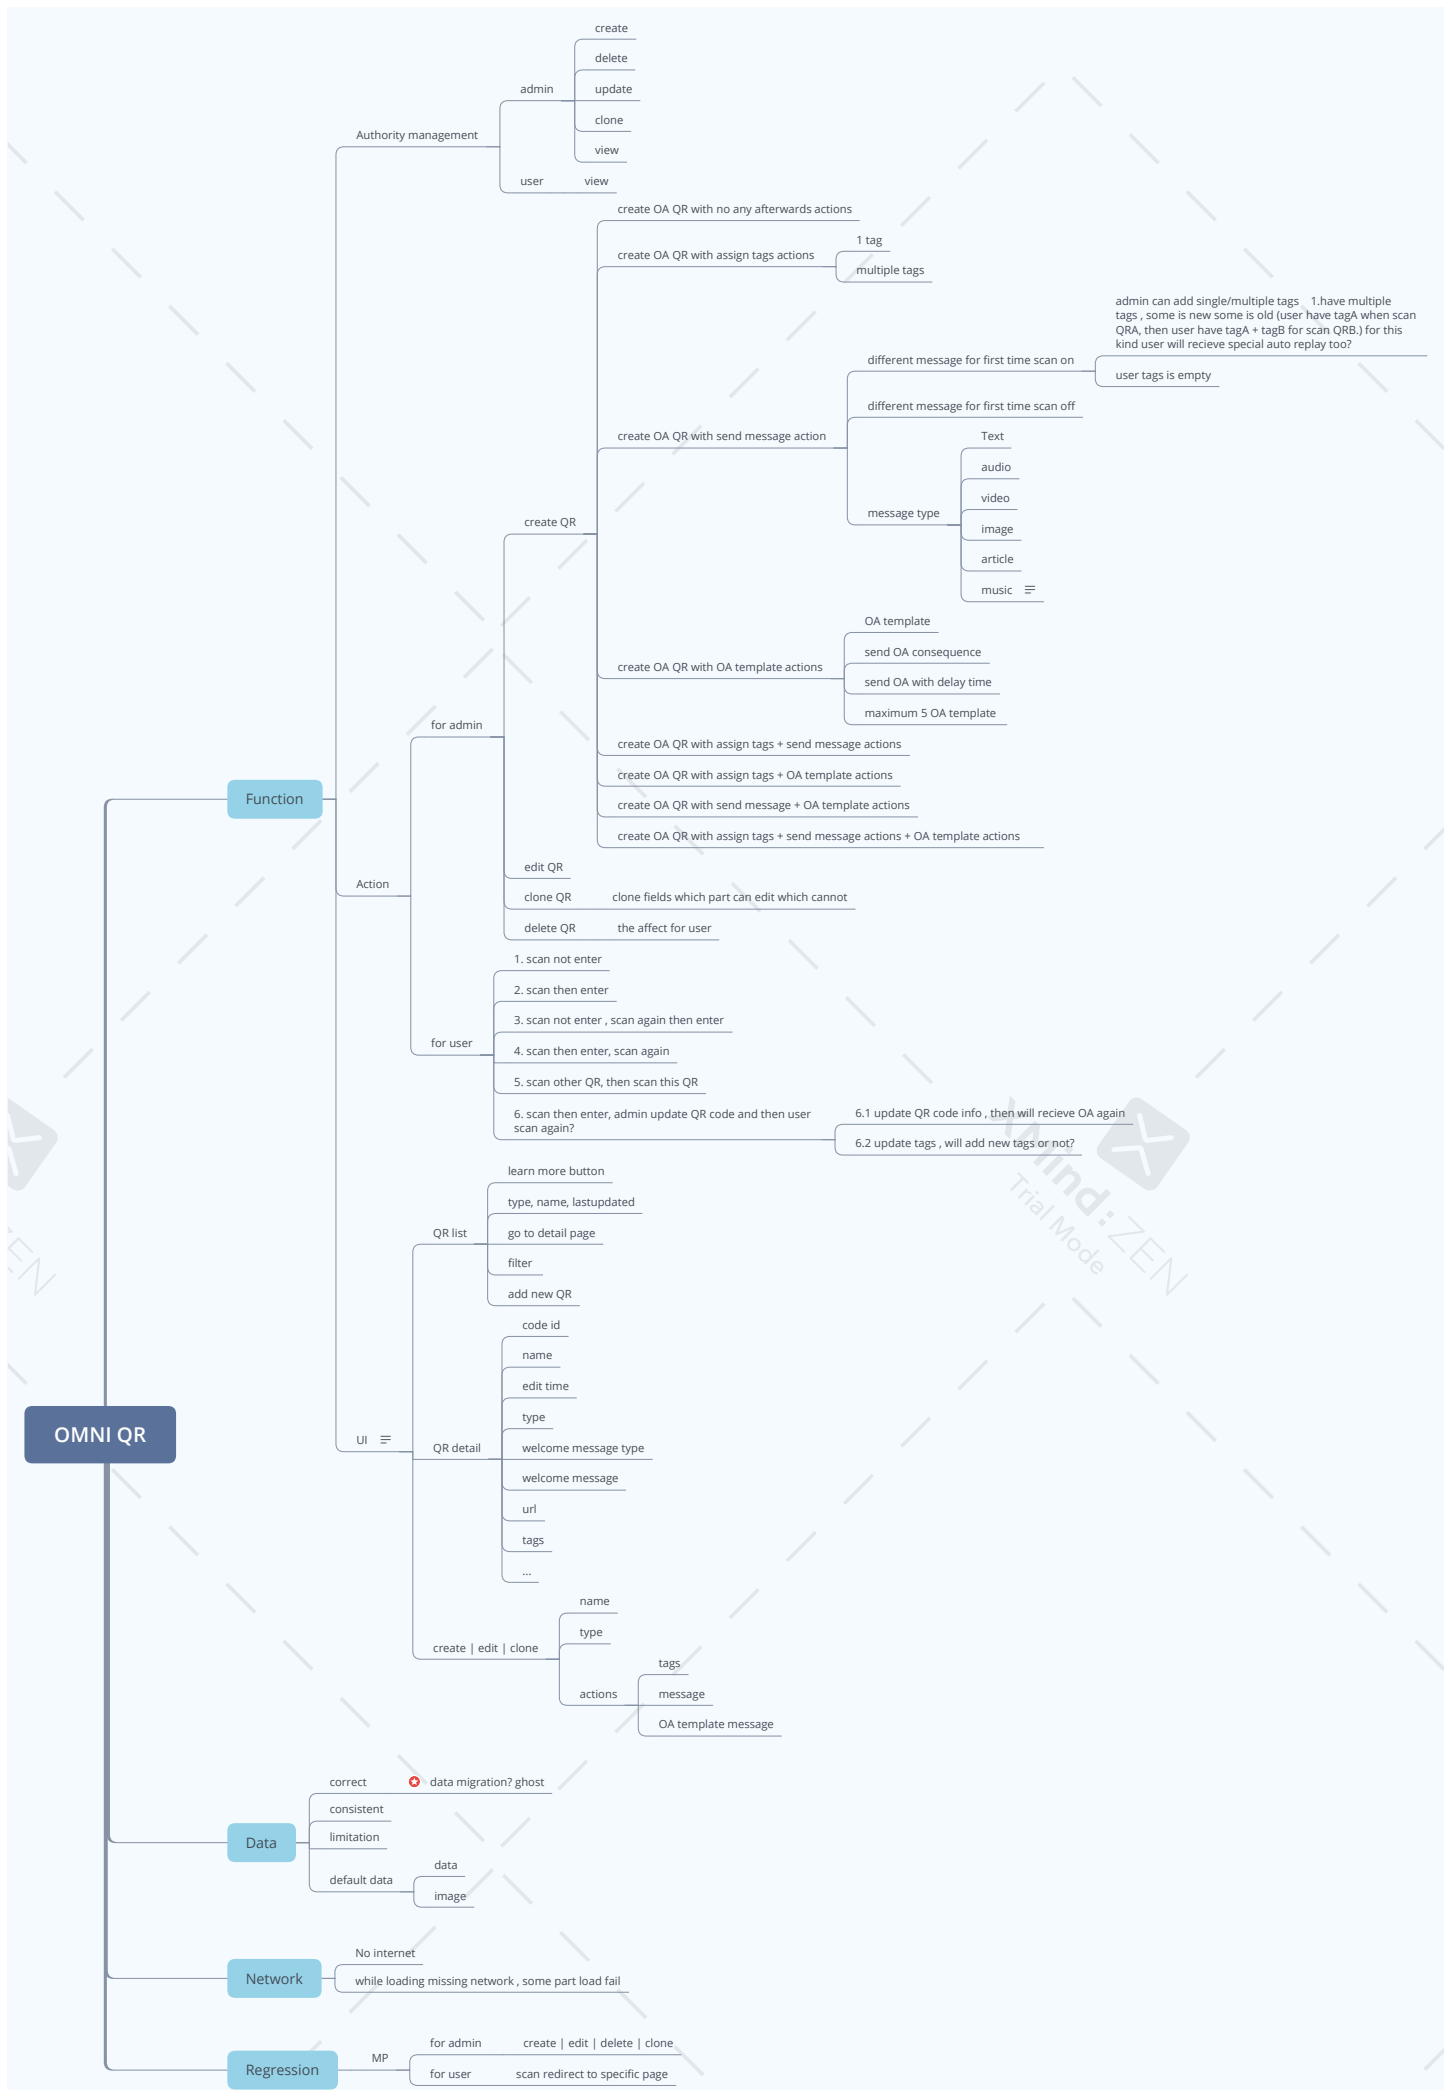 create
delete
admin
update
clone
Authority management
view
user
view
create OA QR with no any afterwards actions
1 tag
create OA QR with assign tags actions
multiple tags
admin can add single/multiple tags 1.have multiple
tags , some is new some is old (user have tagA when scan
QRA, then user have tagA + tagB for scan QRB.) for this
kind user will recieve special auto replay too?
different message for first time scan on
user tags is empty
different message for first time scan off
create OA QR with send message action
Text
audio
video
message type
create QR
image
article
music
OA template
send OA consequence
create OA QR with OA template actions
send OA with delay time
maximum 5 OA template
for admin
create OA QR with assign tags + send message actions
create OA QR with assign tags + OA template actions
Function
create OA QR with send message + OA template actions
create OA QR with assign tags + send message actions + OA template actions
edit QR
Action
clone QR
clone fields which part can edit which cannot
delete QR
the affect for user
1. scan not enter
2. scan then enter
3. scan not enter , scan again then enter
for user
4. scan then enter, scan again
5. scan other QR, then scan this QR
6. scan then enter, admin update QR code and then user
scan again?
6.1 update QR code info , then will recieve OA again
6.2 update tags , will add new tags or not?
XMind: ZEN
Trial Mode
ZEN
learn more button
type, name, lastupdated
QR list
go to detail page
filter
add new QR
code id
name
edit time
type
OMNI QR
UI
QR detail
welcome message type
welcome message
url
tags
...
name
type
create | edit | clone
tags
actions
message
OA template message
correct
data migration? ghost
consistent
Data
limitation
default data
data
image
No internet
Network
while loading missing network , some part load fail
for admin
create | edit | delete | clone
MP
Regression
for user
scan redirect to specific page